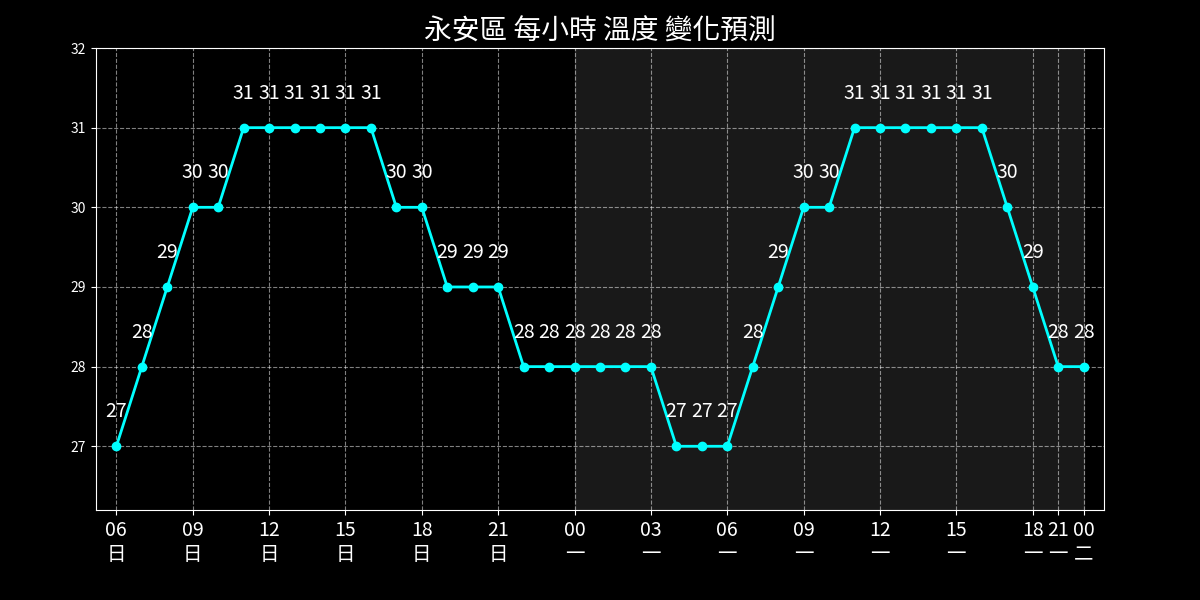 永安區 每小時 溫度 變化預測
32
31 31 31 31 31 31 31 31 31 31 31 31
31
30 30 30 30 30 30 30
30
29 29 29 29 29 29
29
28 28 28 28 28 28 28 28 28 28
28
27 27 27 27
27
06 09 12 15 18 21 00 03 06 09 12 15 18 21 00
日 日 日 日 日 日 一 一 一 一 一 一 一 一 二